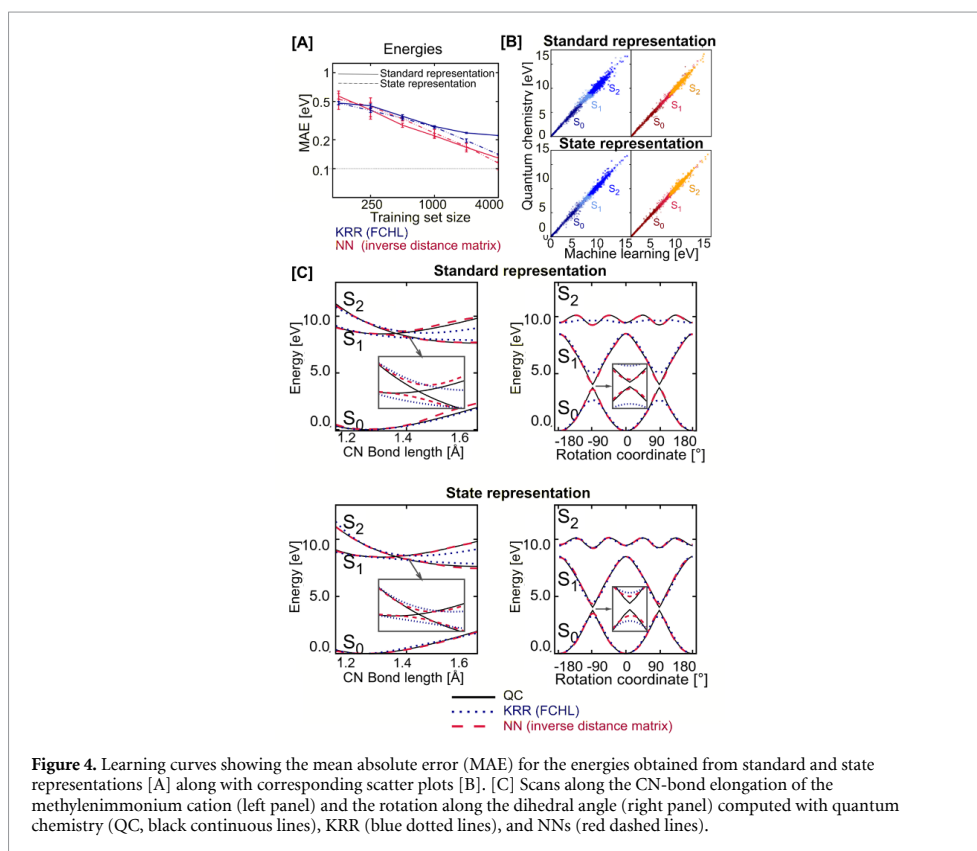 [A]
Energies
1
0.5
0.2
0.1
MAE [eV]
Standard representation
State representation
250
1000
4000
Training set size
KRR (FCHL)
NN (inverse distance matrix)
[B]
Standard representation
15
10
5
0
S0
S1
S2
S0
S1
S2
State representation
15
10
5
0
S0
S1
S2
S0
S1
S2
Quantum chemistry [eV]
0 5 10 15 0 5 10 15
Machine learning [eV]
[C]
Standard representation
S2
S1
S0
10.0
5.0
0.0
Energy [eV]
1.2 1.4 1.6
CN Bond length [Å]
S2
S1
S0
10.0
5.0
0.0
Energy [eV]
-180 -90 0 90 180
Rotation coordinate [°]
State representation
S2
S1
S0
10.0
5.0
0.0
Energy [eV]
1.2 1.4 1.6
CN Bond length [Å]
S2
S1
S0
10.0
5.0
0.0
Energy [eV]
-180 -90 0 90 180
Rotation coordinate [°]
QC
KRR (FCHL)
NN (inverse distance matrix)
Figure 4. Learning curves showing the mean absolute error (MAE) for the energies obtained from standard and state
representations [A] along with corresponding scatter plots [B]. [C] Scans along the CN-bond elongation of the
methylenimmonium cation (left panel) and the rotation along the dihedral angle (right panel) computed with quantum
chemistry (QC, black continuous lines), KRR (blue dotted lines), and NNs (red dashed lines).